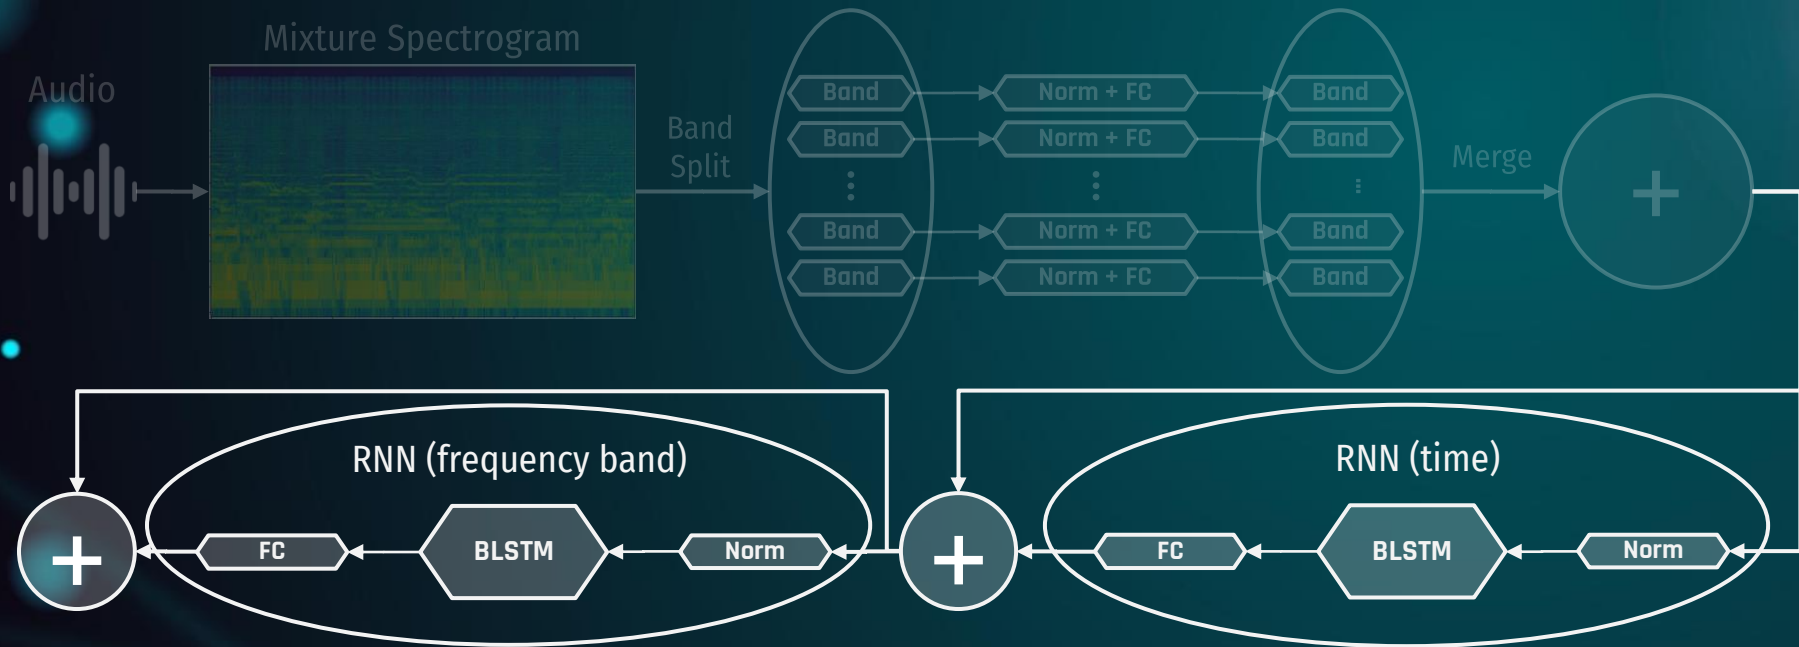 Mixture Spectrogram
Audio
Band Split
Band
Band
Band
Band
Norm + FC
Norm + FC
Norm + FC
Norm + FC
Band
Band
Band
Band
Merge
+
RNN (frequency band)
+
FC
BLSTM
Norm
+
RNN (time)
FC
BLSTM
Norm